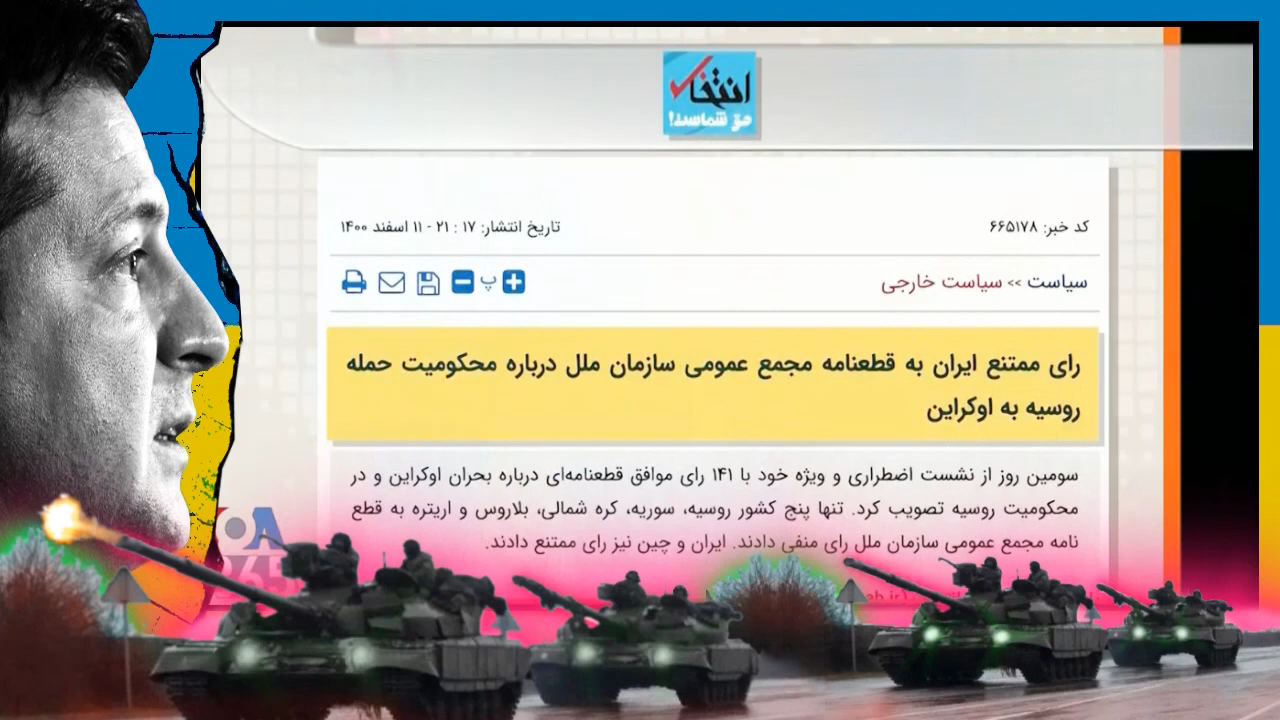 انتخاب
حق شماست!
کد خبر: ۶۶۵۱۷۸
تاریخ انتشار: ۱۷ : ۲۱ - ۱۱ اسفند ۱۴۰۰
سیاست >> سیاست خارجی
پ
رای ممتنع ایران به قطعنامه مجمع عمومی سازمان ملل درباره محکومیت حمله
روسیه به اوکراین
سومین روز از نشست اضطراری و ویژه خود با ۱۴۱ رای موافق قطعنامه‌ای درباره بحران اوکراین و در
محکومیت روسیه تصویب کرد. تنها پنج کشور روسیه، سوریه، کره شمالی، بلاروس و اریتره به قطع
نامه مجمع عمومی سازمان ملل رای منفی دادند. ایران و چین نیز رای ممتنع دادند.
VOA
365